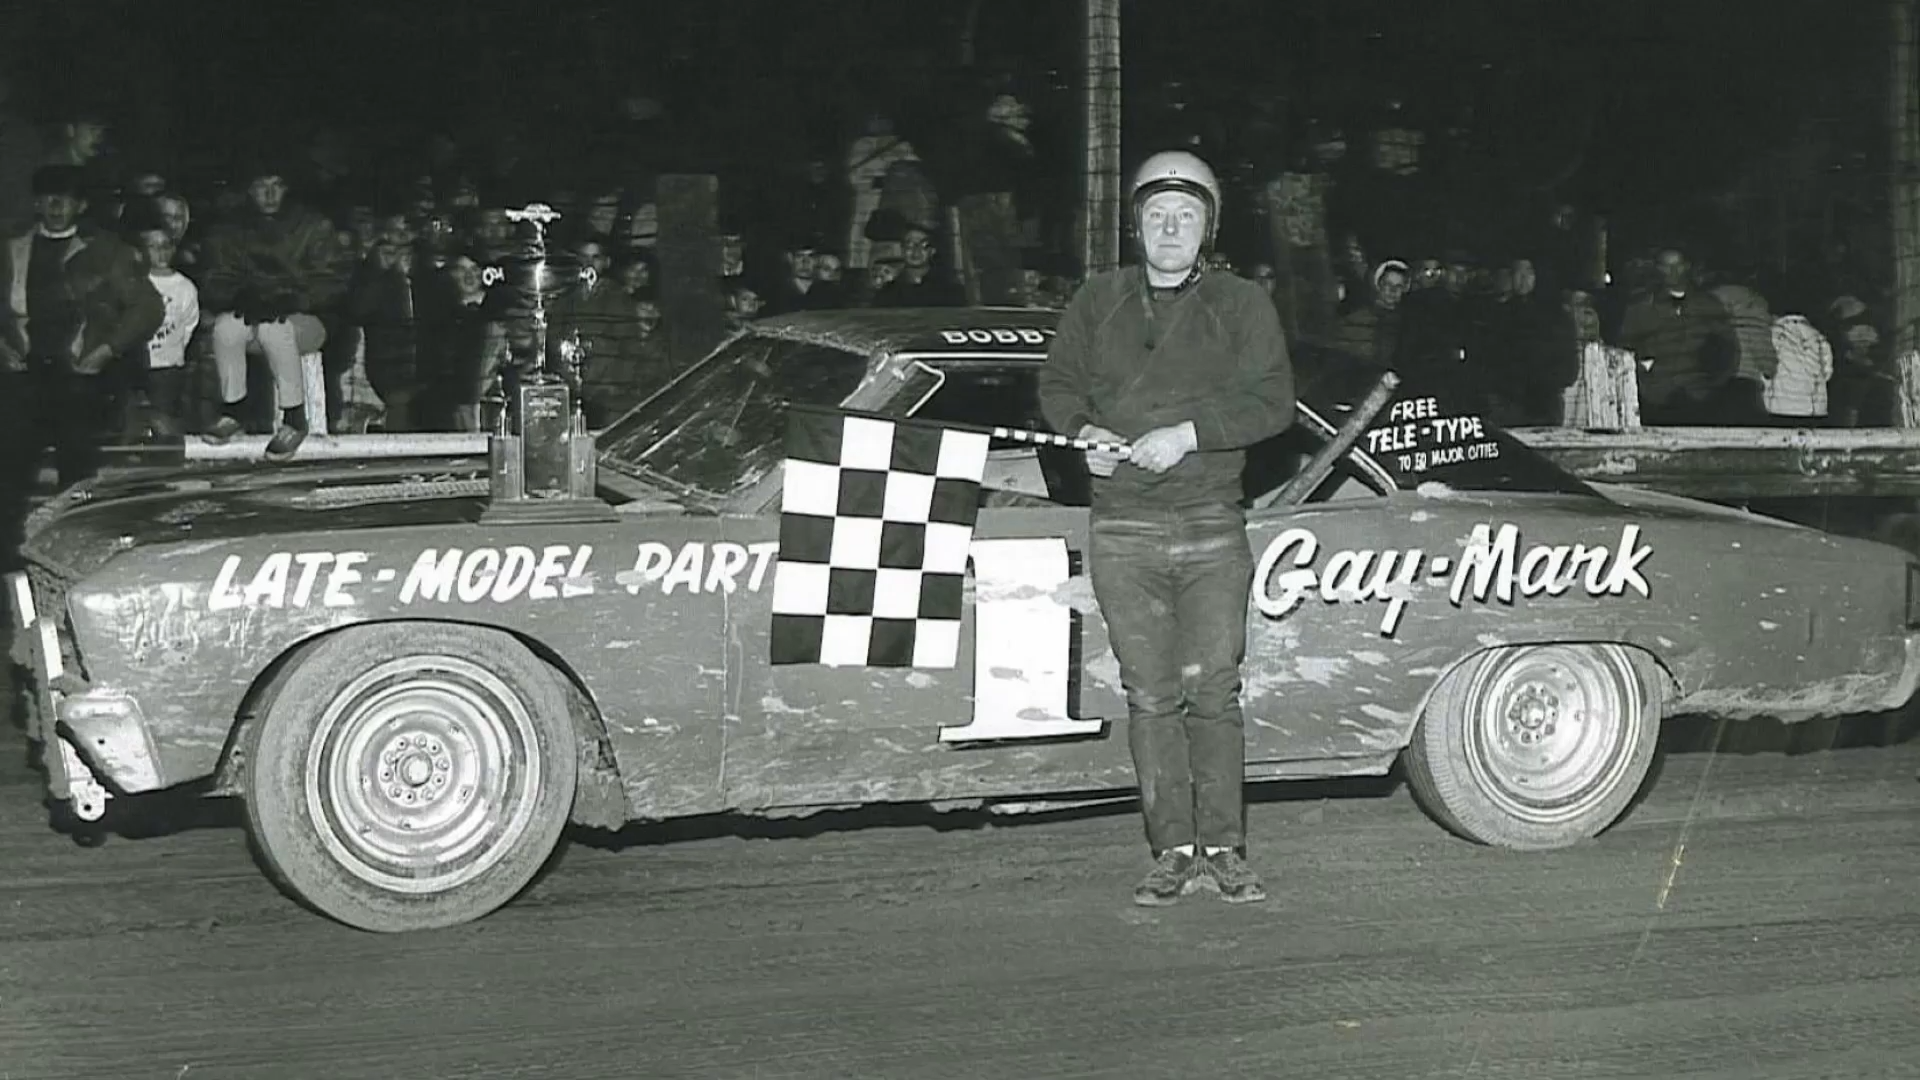 BOBBY
FREE
TELE-TYPE
TO 50 MAJOR CITIES
LATE-MODEL PART
1
Gay-Mark